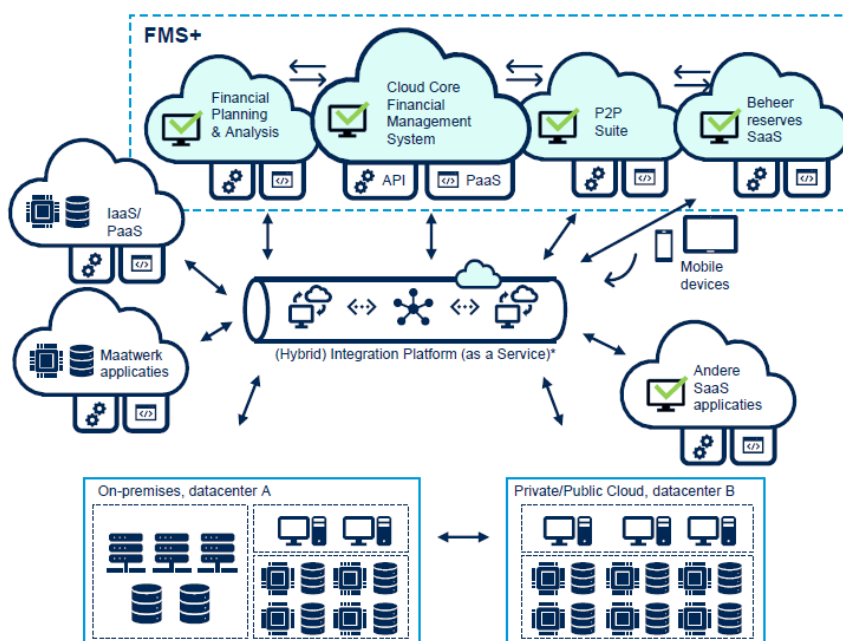 FMS+
Financial
Planning
& Analysis
Cloud Core
Financial
Management
System
P2P
Suite
Beheer
reserves
SaaS
API
PaaS
IaaS/
PaaS
Mobile
devices
Maatwerk
applicaties
(Hybrid) Integration Platform (as a Service)*
Andere
SaaS
applicaties
On-premises, datacenter A
Private/Public Cloud, datacenter B